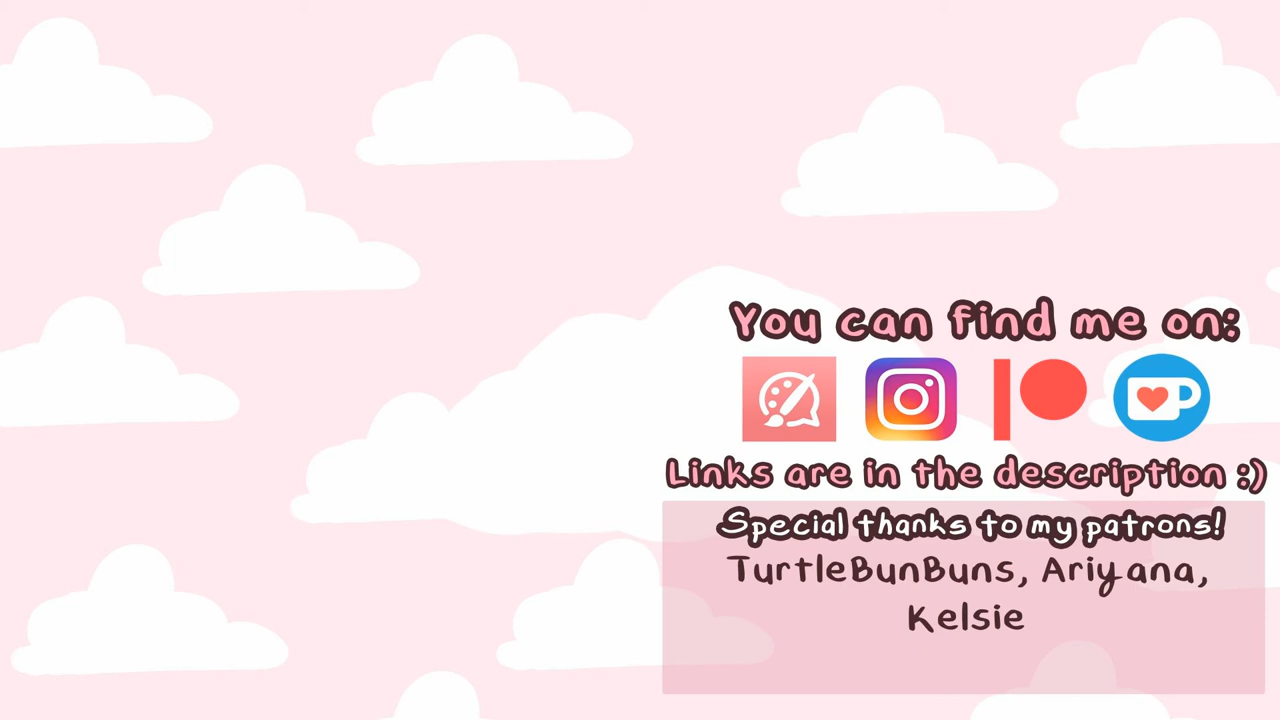 You can find me on:
Links are in the description :)
Special thanks to my patrons!
TurtleBunBuns, Ariyana,
Kelsie